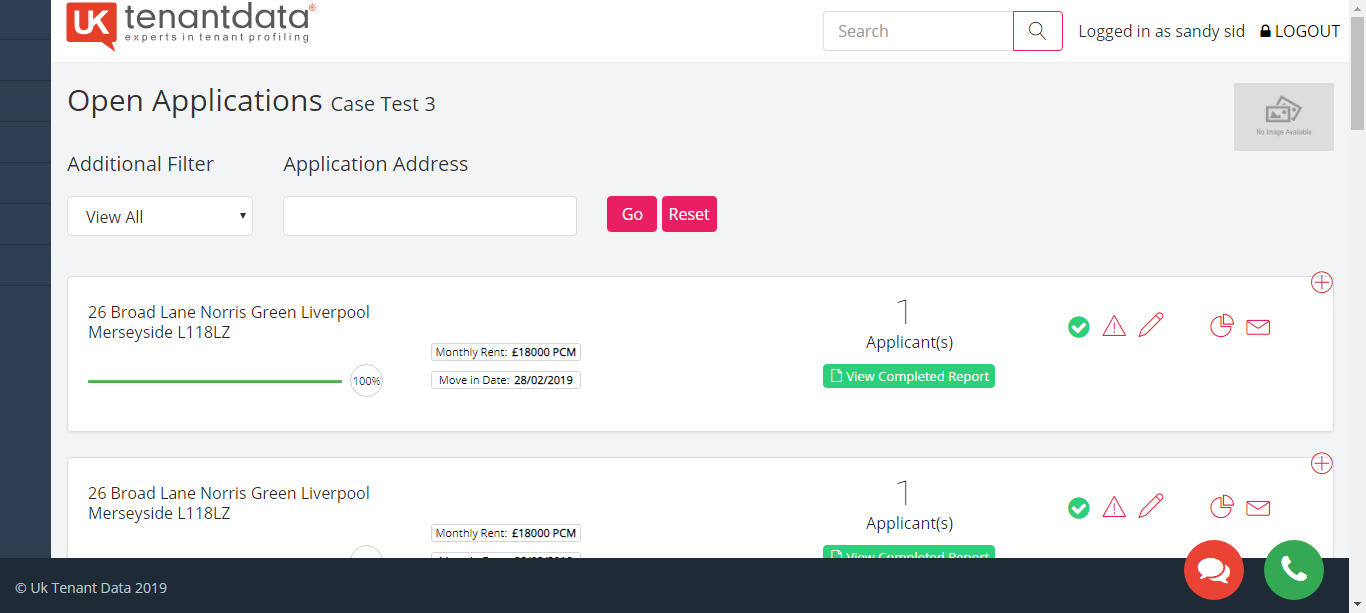 UK tenantdata®
experts in tenant profiling
Search
Logged in as sandy sid LOGOUT
Open Applications Case Test 3
No Image Available
Additional Filter Application Address
View All Go Reset
26 Broad Lane Norris Green Liverpool
Merseyside L118LZ
100%
Monthly Rent: £18000 PCM
Move in Date: 28/02/2019
1
Applicant(s)
View Completed Report
26 Broad Lane Norris Green Liverpool
Merseyside L118LZ
Monthly Rent: £18000 PCM
1
Applicant(s)
View Completed Report
© Uk Tenant Data 2019